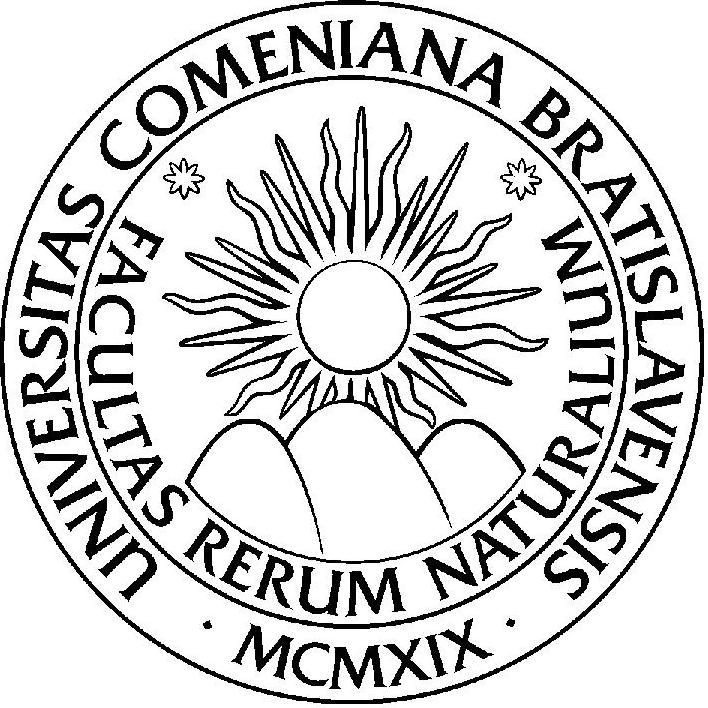 UNIVERSITAS COMENIANA BRATISLAVENSIS
· MCMXIX ·
FACULTAS RERUM NATURALIUM